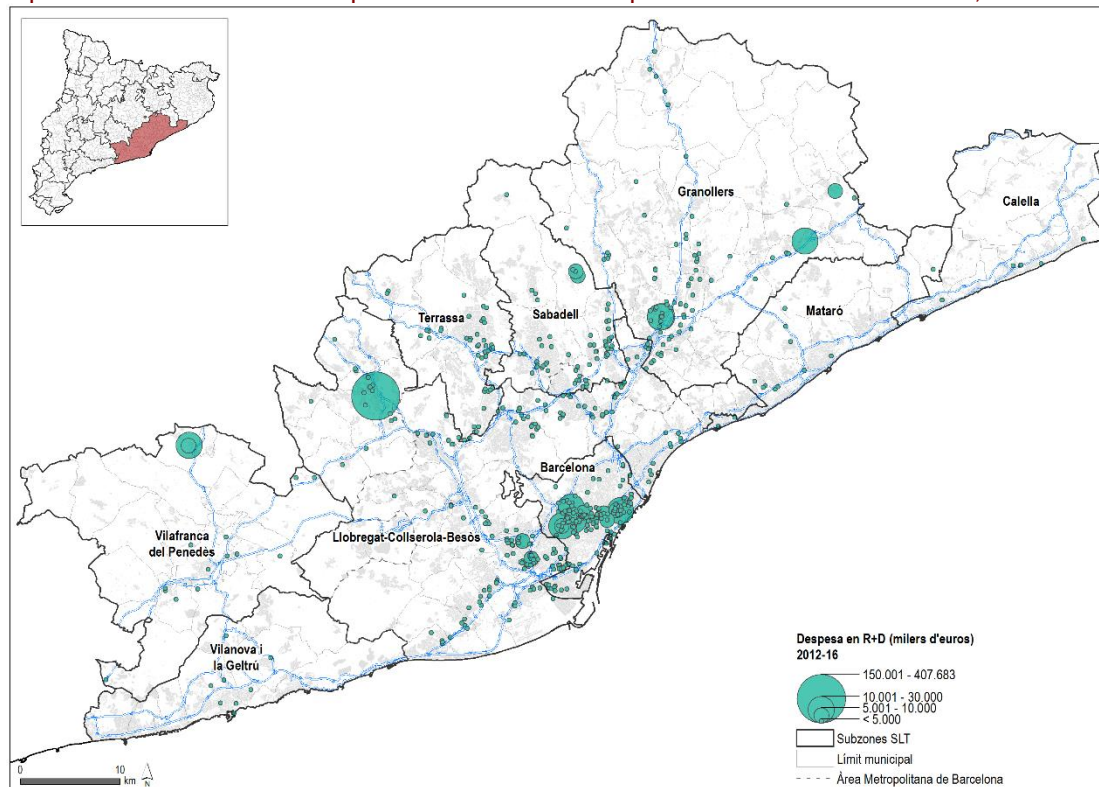 Granollers
Calella
Mataró
Terrassa
Sabadell
Barcelona
Llobregat-Collserola-Besòs
Vilafranca
del Penedès
Vilanova i
la Geltrú
Despesa en R+D (milers d'euros)
2012-16
150.001 - 407.683
10.001 - 30.000
5.001 - 10.000
< 5.000
Subzones SLT
Límit municipal
Àrea Metropolitana de Barcelona
0 10
km N